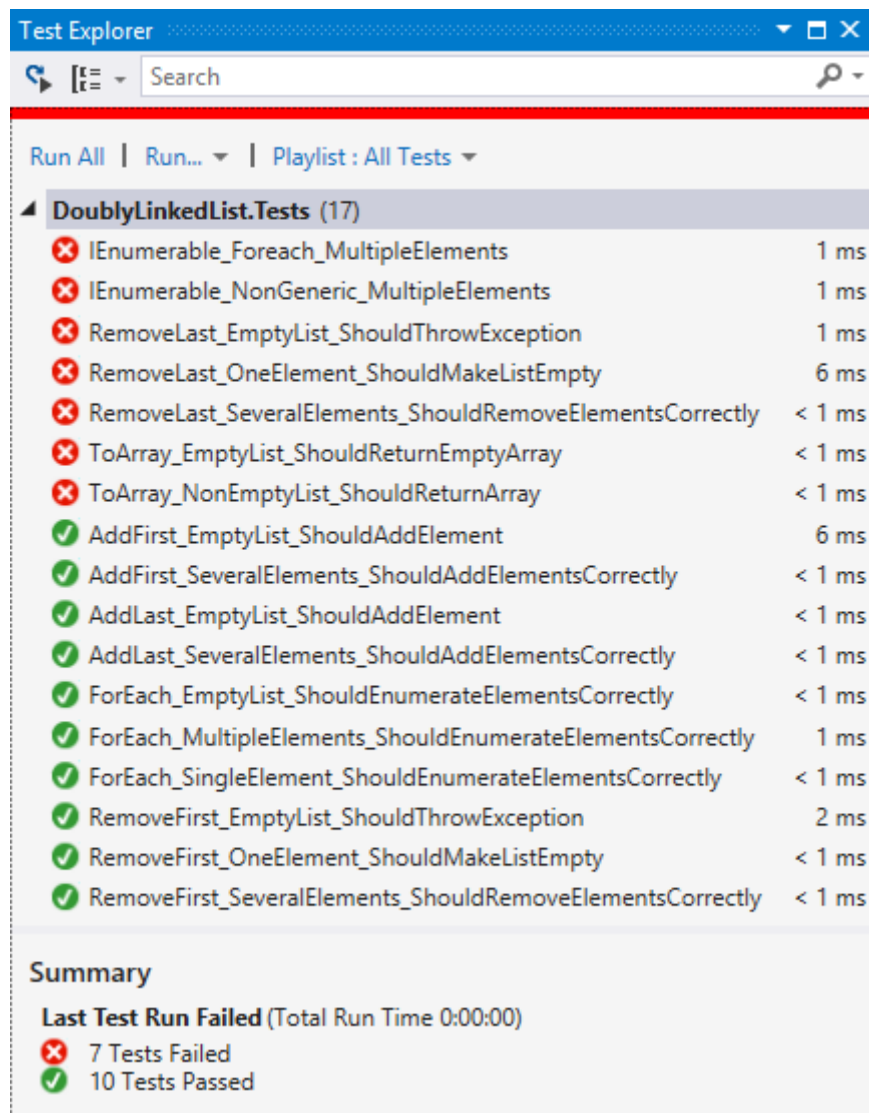 Test Explorer
Search
Run All | Run... | Playlist : All Tests
DoublyLinkedList.Tests (17)
IEnumerable_Foreach_MultipleElements 1 ms
IEnumerable_NonGeneric_MultipleElements 1 ms
RemoveLast_EmptyList_ShouldThrowException 1 ms
RemoveLast_OneElement_ShouldMakeListEmpty 6 ms
RemoveLast_SeveralElements_ShouldRemoveElementsCorrectly < 1 ms
ToArray_EmptyList_ShouldReturnEmptyArray < 1 ms
ToArray_NonEmptyList_ShouldReturnArray < 1 ms
AddFirst_EmptyList_ShouldAddElement 6 ms
AddFirst_SeveralElements_ShouldAddElementsCorrectly < 1 ms
AddLast_EmptyList_ShouldAddElement < 1 ms
AddLast_SeveralElements_ShouldAddElementsCorrectly < 1 ms
ForEach_EmptyList_ShouldEnumerateElementsCorrectly < 1 ms
ForEach_MultipleElements_ShouldEnumerateElementsCorrectly 1 ms
ForEach_SingleElement_ShouldEnumerateElementsCorrectly < 1 ms
RemoveFirst_EmptyList_ShouldThrowException 2 ms
RemoveFirst_OneElement_ShouldMakeListEmpty < 1 ms
RemoveFirst_SeveralElements_ShouldRemoveElementsCorrectly < 1 ms
Summary
Last Test Run Failed (Total Run Time 0:00:00)
7 Tests Failed
10 Tests Passed